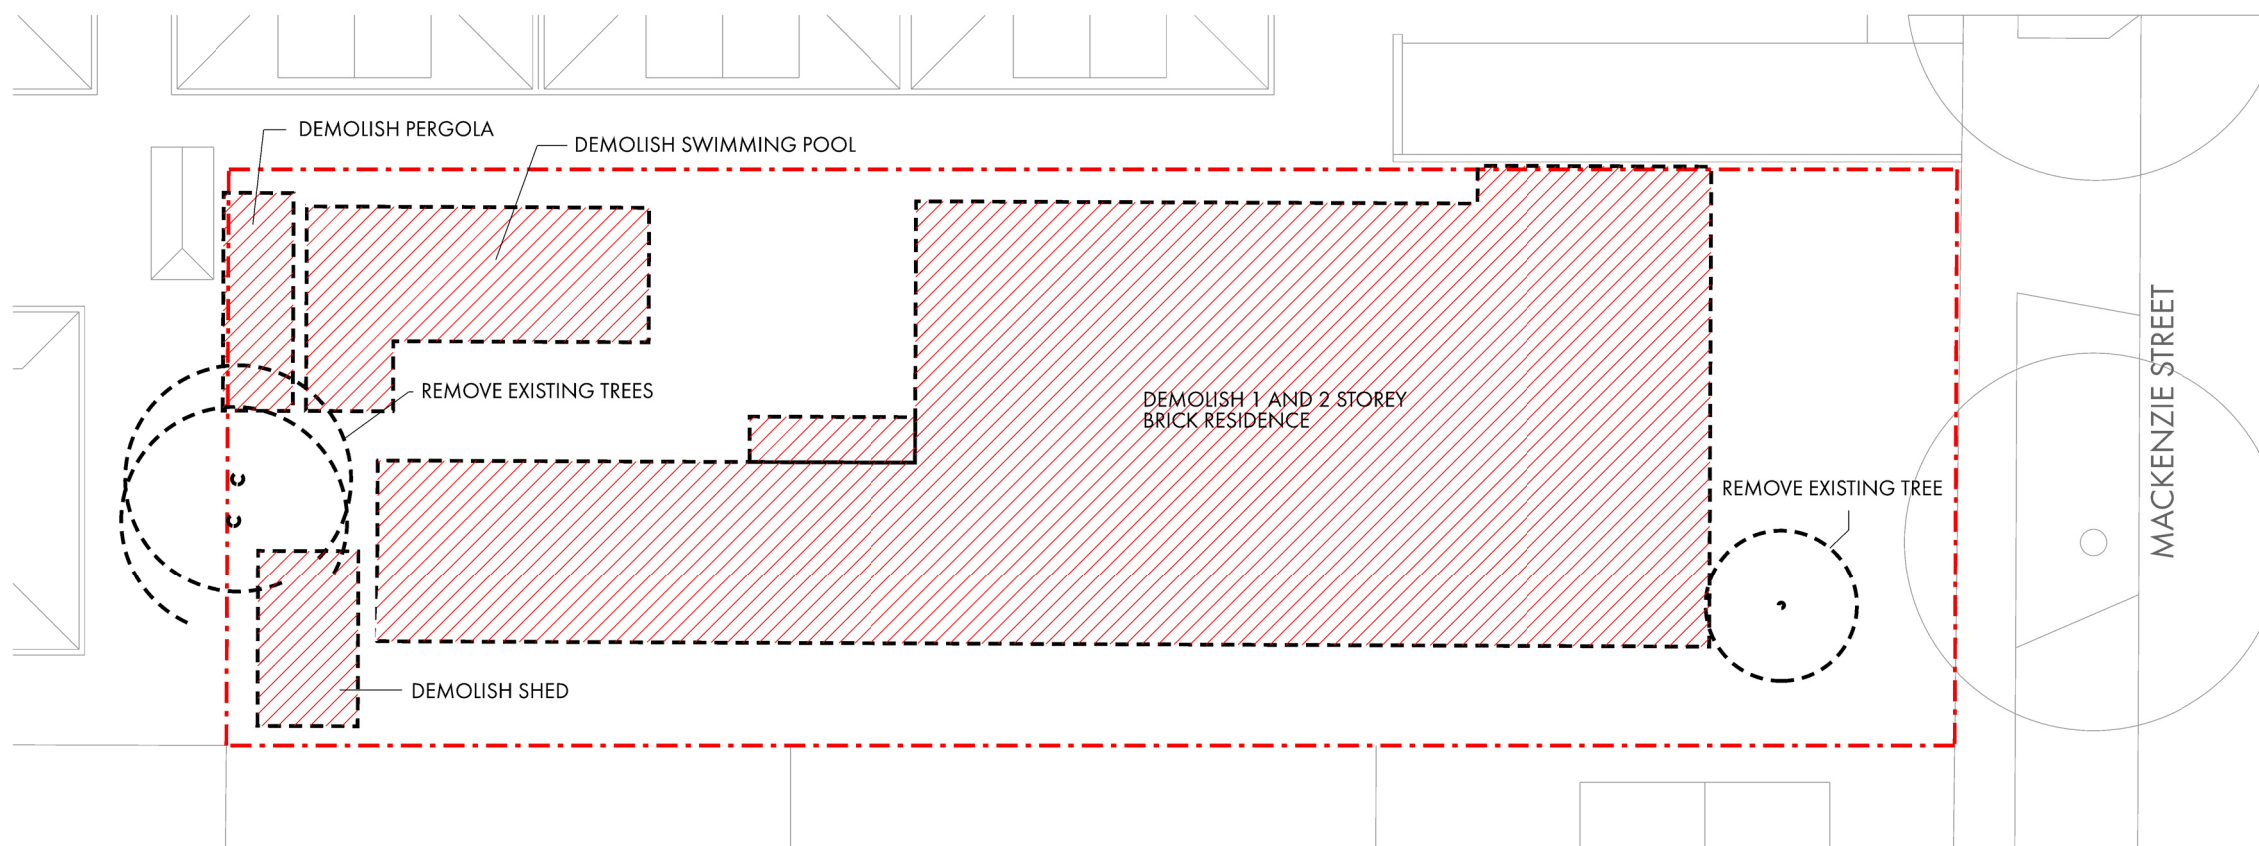 DEMOLISH PERGOLA
DEMOLISH SWIMMING POOL
REMOVE EXISTING TREES
DEMOLISH 1 AND 2 STOREY
BRICK RESIDENCE
REMOVE EXISTING TREE
DEMOLISH SHED
MACKENZIE STREET